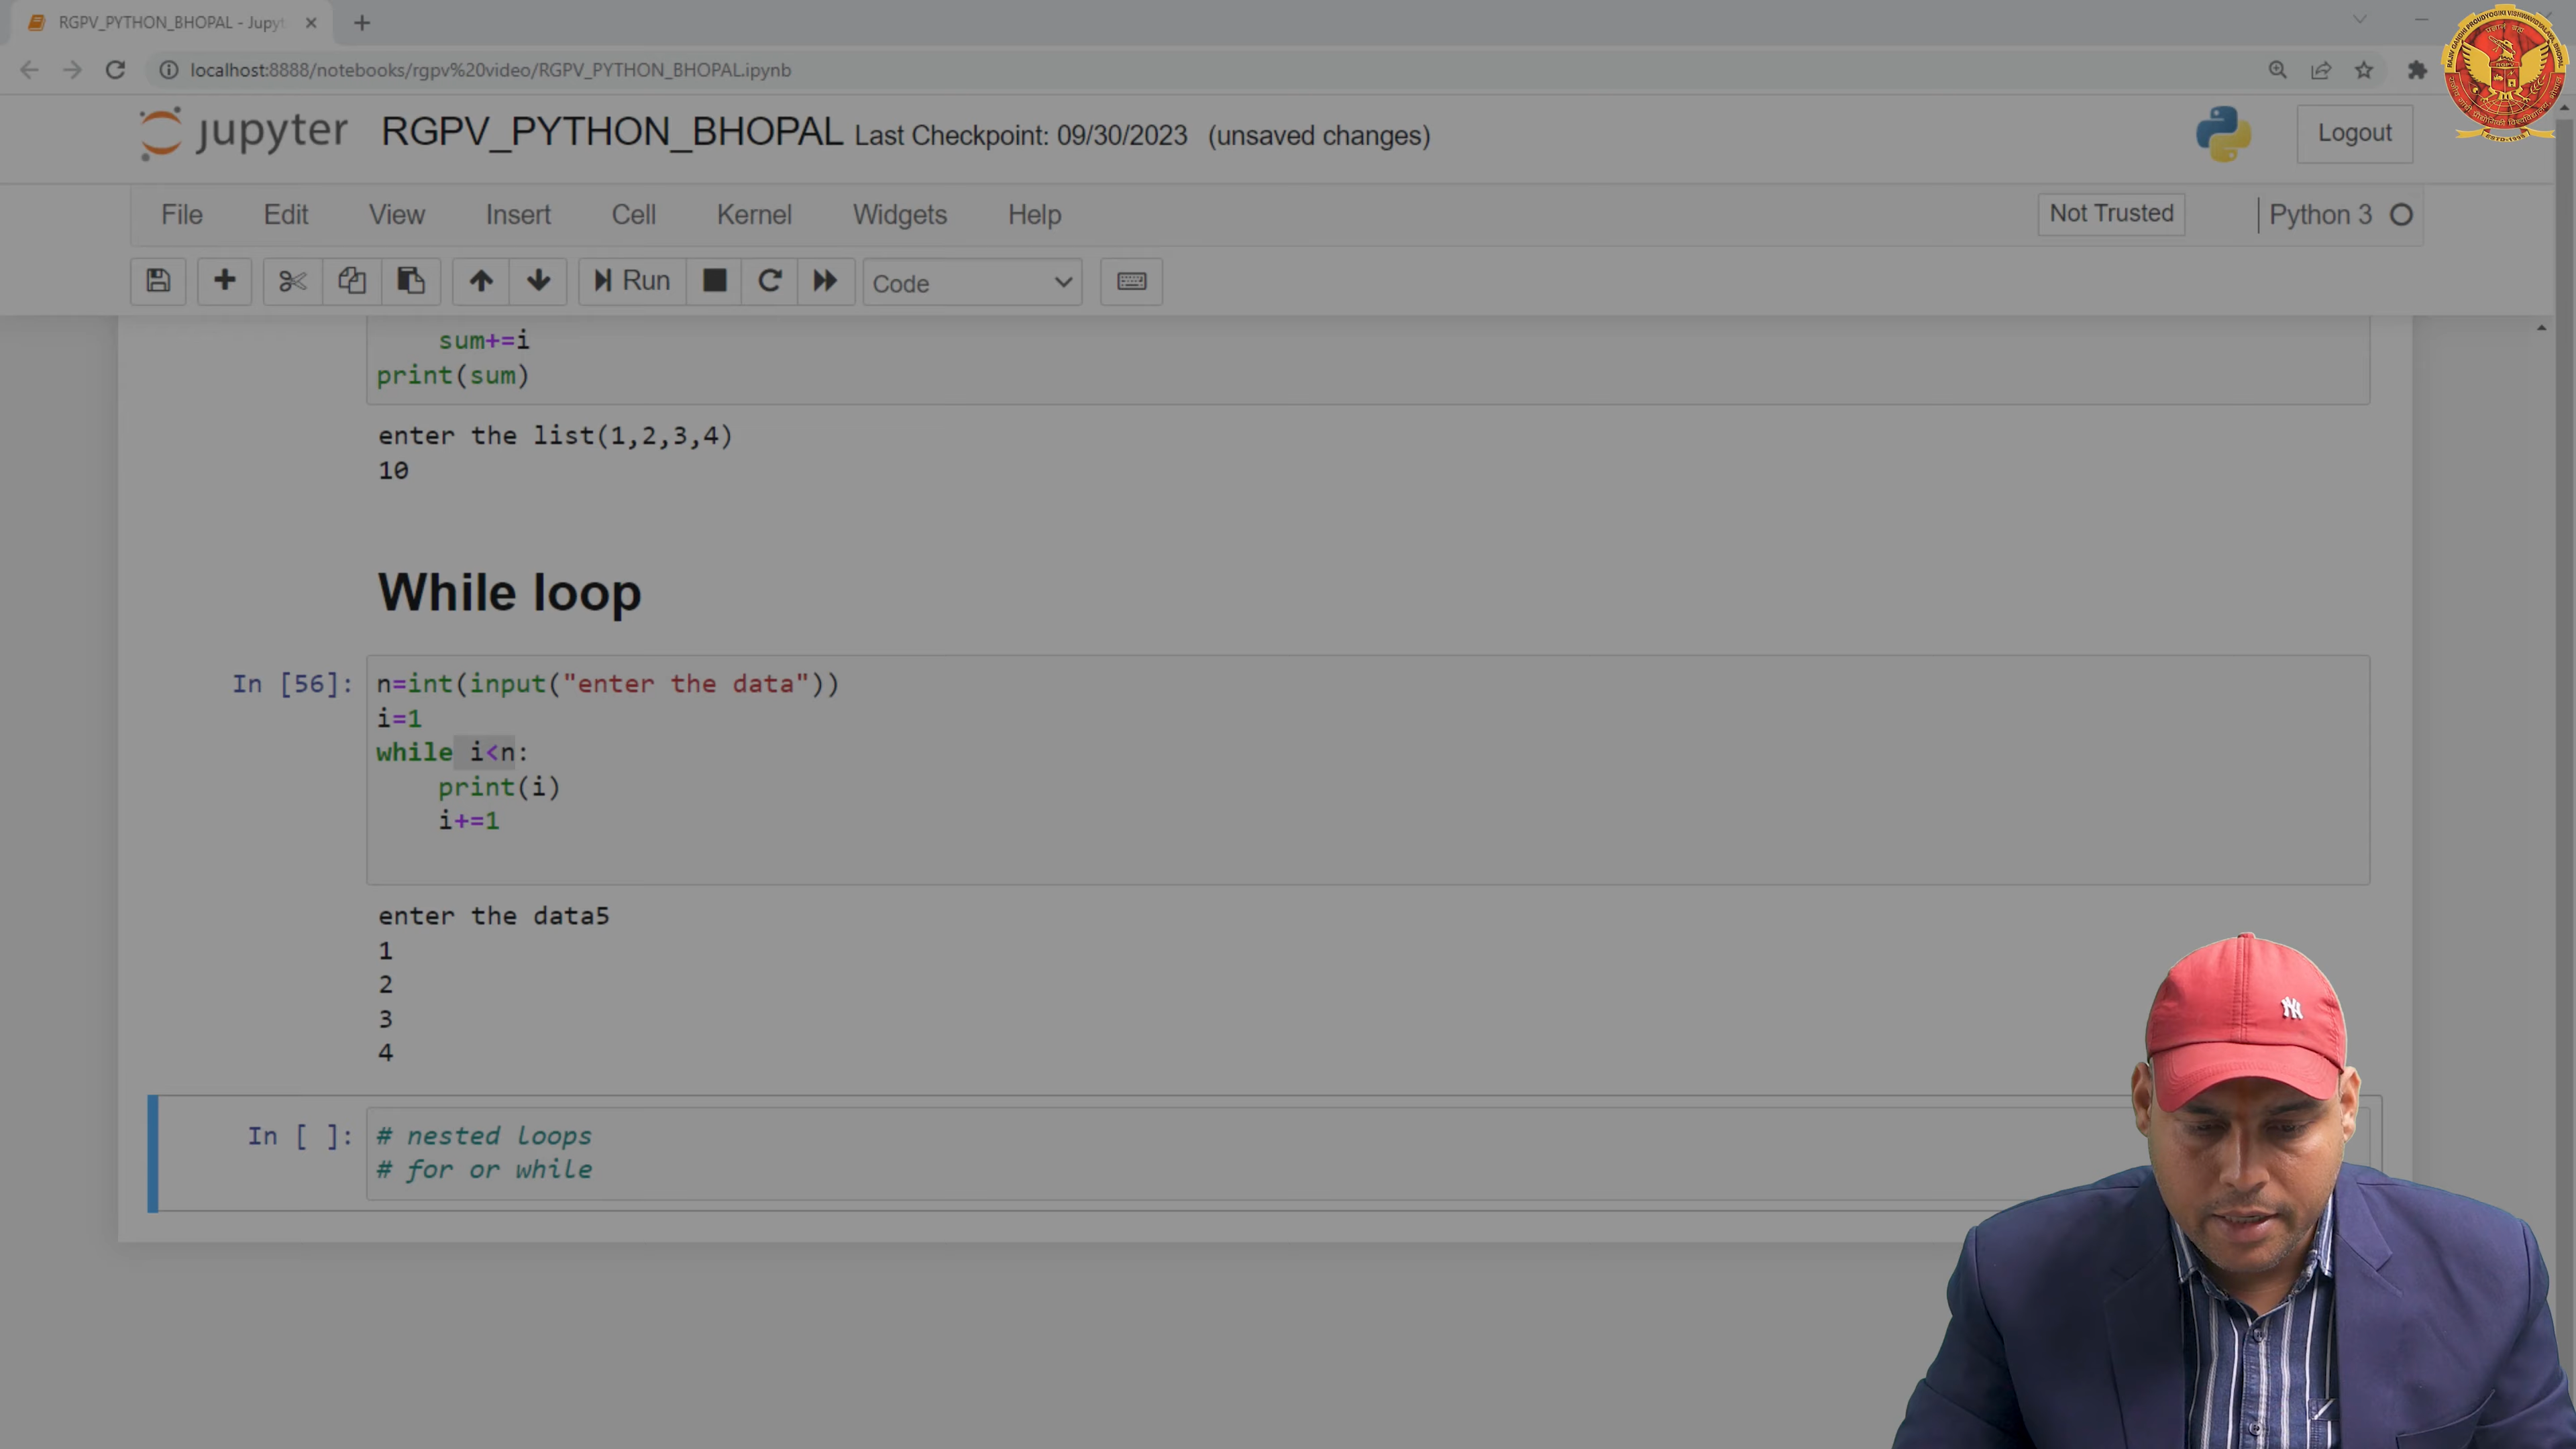 RGPV_PYTHON_BHOPAL - Jupyt
localhost:8888/notebooks/rgpv%20video/RGPV_PYTHON_BHOPAL.ipynb
jupyter RGPV_PYTHON_BHOPAL Last Checkpoint: 09/30/2023 (unsaved changes)
Logout
File Edit View Insert Cell Kernel Widgets Help
Not Trusted
Python 3
Run
Code
sum+=i
print(sum)
enter the list(1,2,3,4)
10
While loop
In [56]:
n=int(input("enter the data"))
i=1
while i<n:
print(i)
i+=1
enter the data5
1
2
3
4
In [ ]:
# nested loops
# for or while